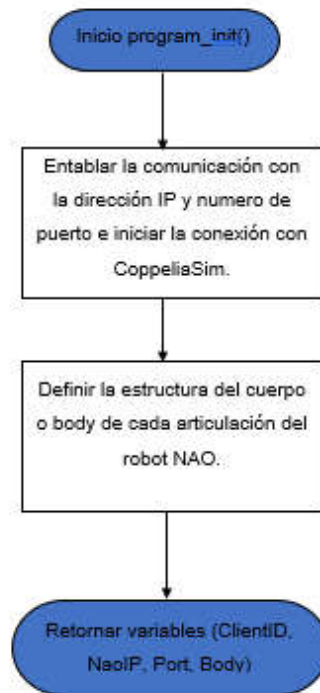 Inicio program_init()
Entablar la comunicación con
la dirección IP y numero de
puerto e iniciar la conexión con
CoppeliaSim.
Definir la estructura del cuerpo
o body de cada articulación del
robot NAO.
Retornar variables (ClientID,
NaoIP, Port, Body)